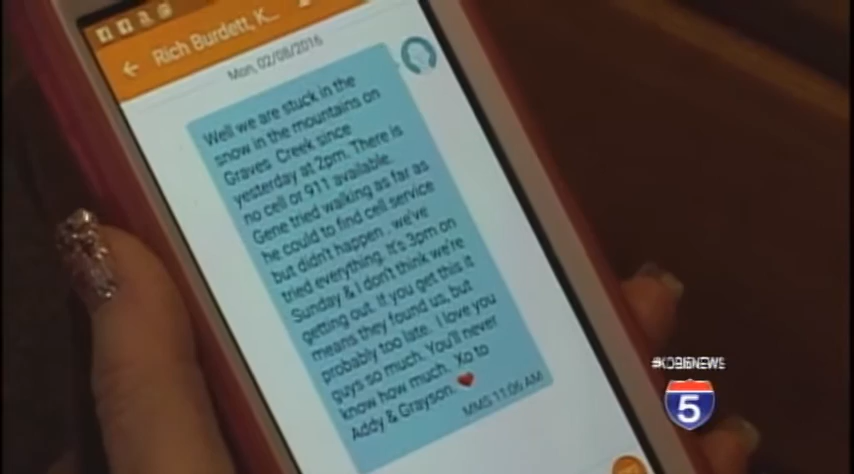 Rich Burdett, K...
Mon, 02/08/2016
Well we are stuck in the
snow in the mountains on
Graves Creek since
yesterday at 2pm. There is
no cell or 911 available.
Gene tried walking as far as
he could to find cell service
but didn't happen . we've
tried everything. It's 3pm on
Sunday & I don't think we're
getting out. If you get this it
means they found us, but
probably too late. I love you
guys so much. You'll never
know how much. Xo to
Addy & Grayson. ❤
MMS 11:06 AM
#KOBI5NEWS
5